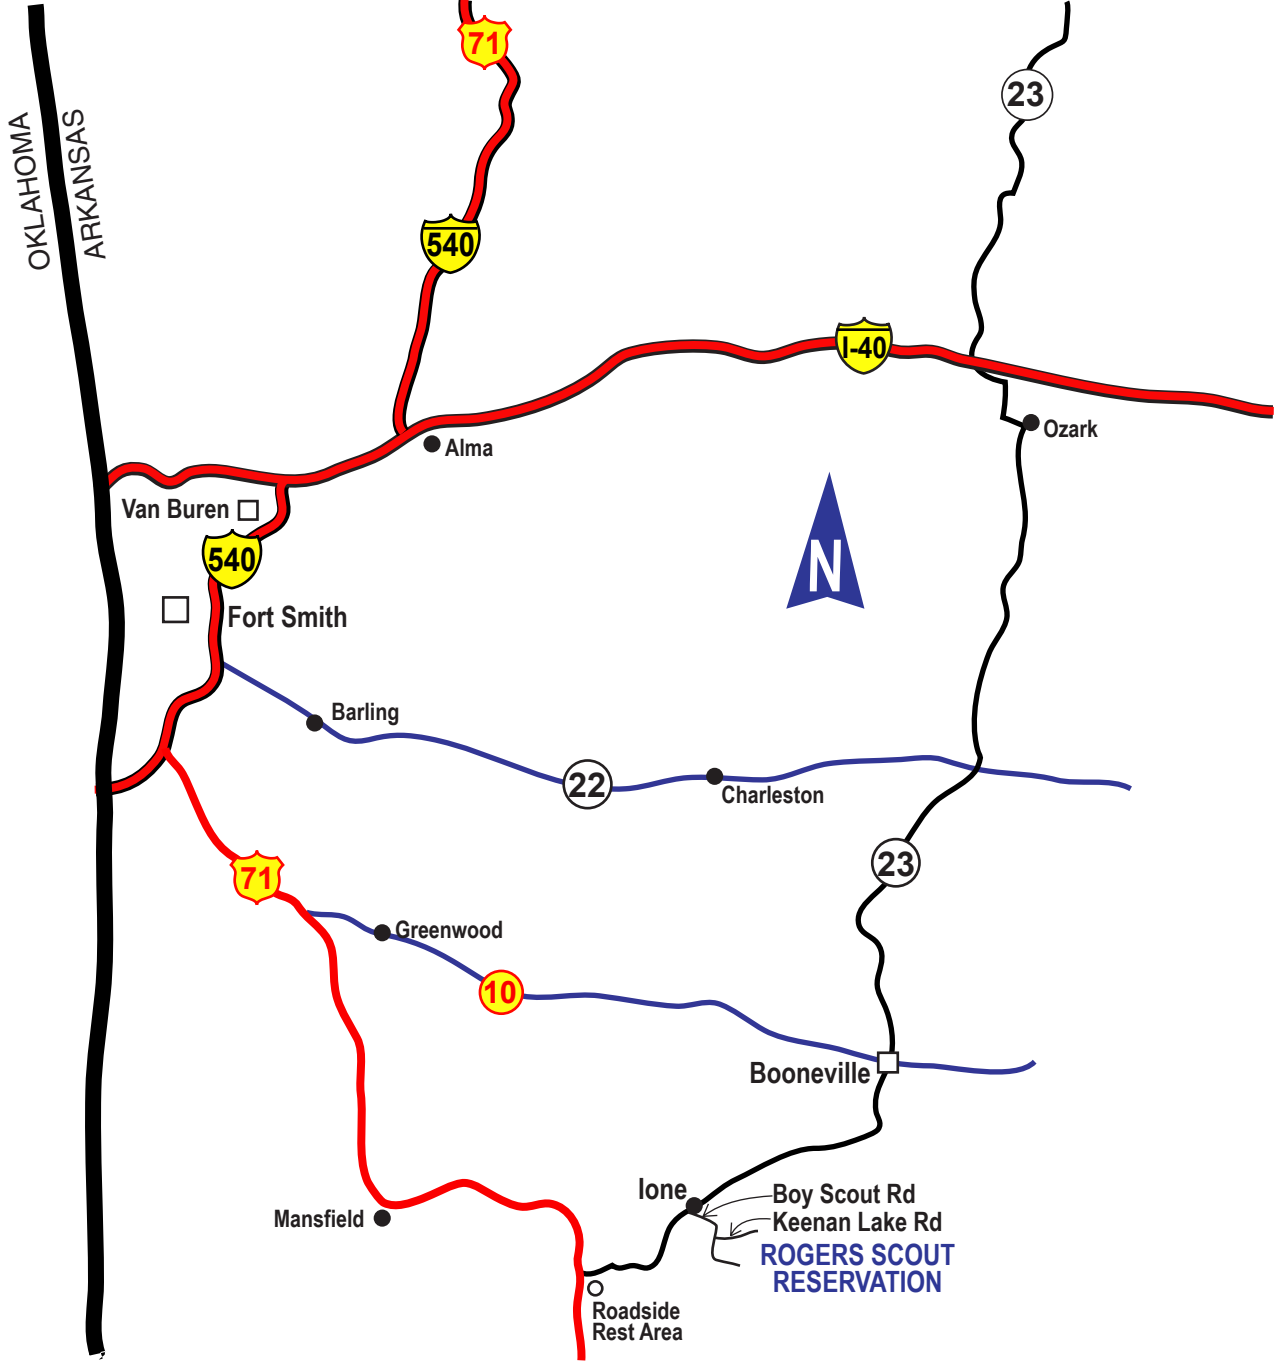 71
23
OKLAHOMA
ARKANSAS
540
I-40
Ozark
Alma
Van Buren
540
N
Fort Smith
Barling
22
Charleston
23
71
Greenwood
10
Booneville
Ione
Boy Scout Rd
Mansfield
Keenan Lake Rd
ROGERS SCOUT
RESERVATION
Roadside
Rest Area